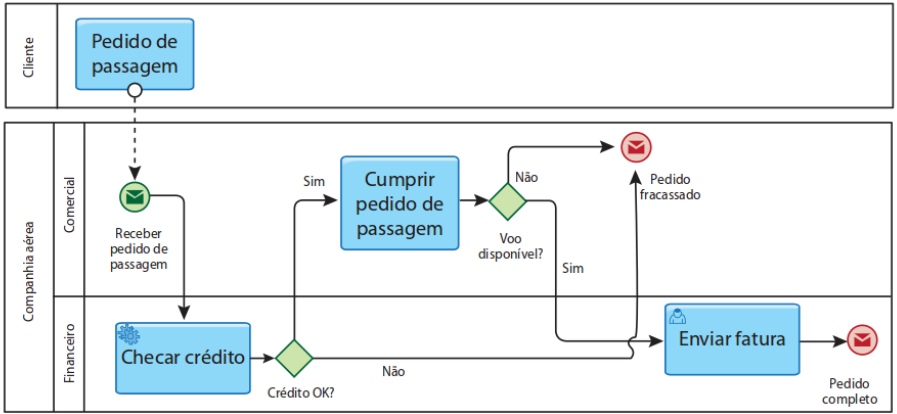 Cliente
Pedido de
passagem
Companhia aérea
Comercial
Receber
pedido de
passagem
Sim
Cumprir
pedido de
passagem
Não
Voo
disponível?
Sim
Pedido
fracassado
Financeiro
Checar crédito
Crédito OK?
Não
Enviar fatura
Pedido
completo